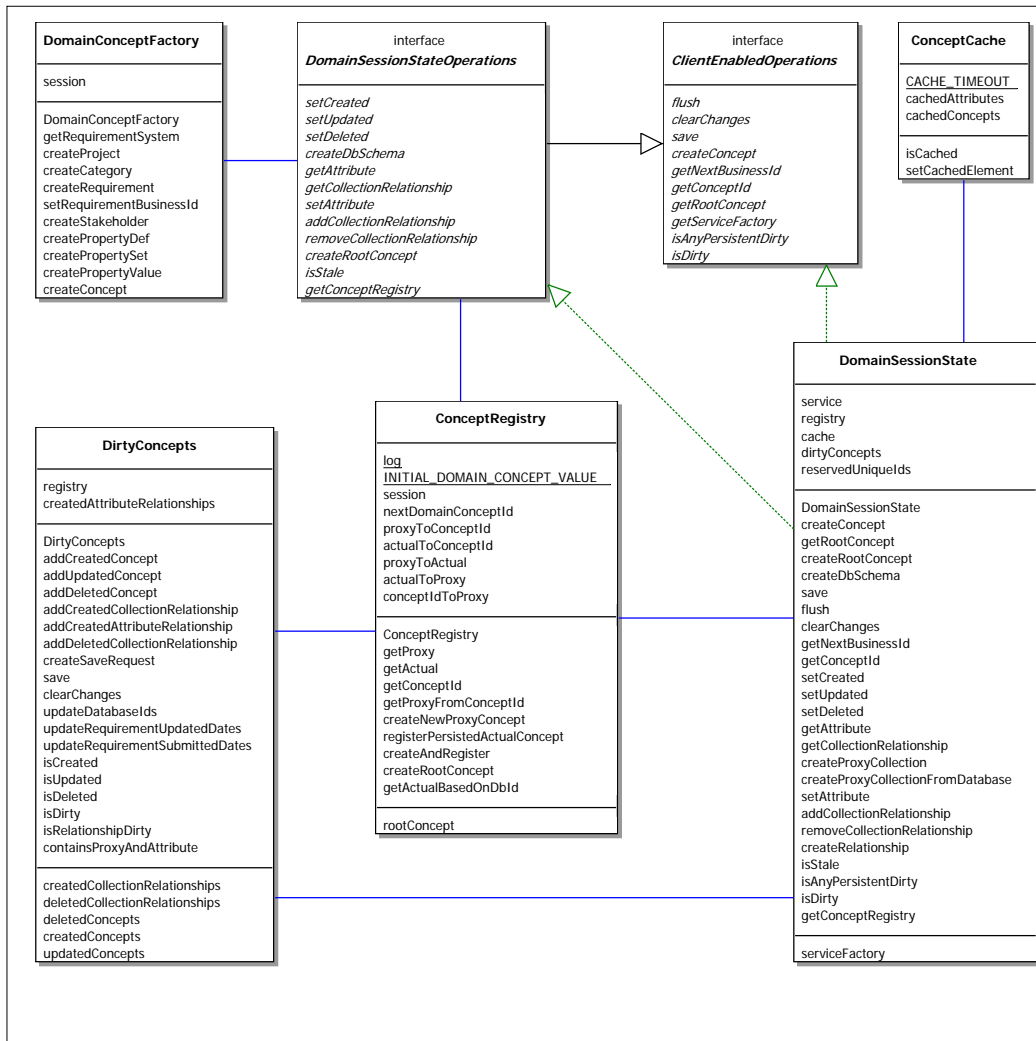 DomainConceptFactory
session
DomainConceptFactory
getRequirementSystem
createProject
createCategory
createRequirement
setRequirementBusinessId
createStakeholder
createPropertyDef
createPropertySet
createPropertyValue
createConcept
interface
DomainSessionStateOperations
setCreated
setUpdated
setDeleted
createDbSchema
getAttribute
getCollectionRelationship
setAttribute
addCollectionRelationship
removeCollectionRelationship
createRootConcept
isStale
getConceptRegistry
interface
ClientEnabledOperations
flush
clearChanges
save
createConcept
getNextBusinessId
getConceptId
getRootConcept
getServiceFactory
isAnyPersistentDirty
isDirty
ConceptCache
CACHE_TIMEOUT
cachedAttributes
cachedConcepts
isCached
setCachedElement
DirtyConcepts
registry
createdAttributeRelationships
DirtyConcepts
addCreatedConcept
addUpdatedConcept
addDeletedConcept
addCreatedCollectionRelationship
addCreatedAttributeRelationship
addDeletedCollectionRelationship
createSaveRequest
save
clearChanges
updateDatabaseIds
updateRequirementUpdatedDates
updateRequirementSubmittedDates
isCreated
isUpdated
isDeleted
isDirty
isRelationshipDirty
containsProxyAndAttribute
createdCollectionRelationships
deletedCollectionRelationships
deletedConcepts
createdConcepts
updatedConcepts
ConceptRegistry
log
INITIAL_DOMAIN_CONCEPT_VALUE
session
nextDomainConceptId
proxyToConceptId
actualToConceptId
proxyToActual
actualToProxy
conceptIdToProxy
ConceptRegistry
getProxy
getActual
getConceptId
getProxyFromConceptId
createNewProxyConcept
registerPersistedActualConcept
createAndRegister
createRootConcept
getActualBasedOnDbId
rootConcept
DomainSessionState
service
registry
cache
dirtyConcepts
reservedUniqueIds
DomainSessionState
createConcept
getRootConcept
createRootConcept
createDbSchema
save
flush
clearChanges
getNextBusinessId
getConceptId
setCreated
setUpdated
setDeleted
getAttribute
getCollectionRelationship
createProxyCollection
createProxyCollectionFromDatabase
setAttribute
addCollectionRelationship
removeCollectionRelationship
createRelationship
isStale
isAnyPersistentDirty
isDirty
getConceptRegistry
serviceFactory